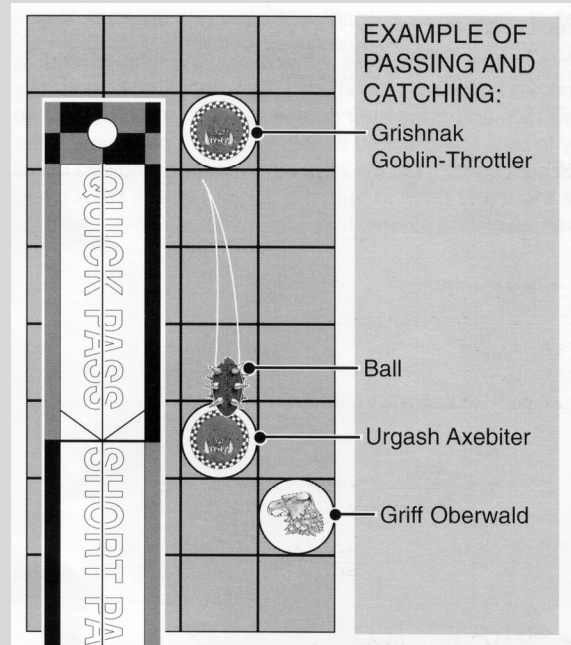 EXAMPLE OF
PASSING AND
CATCHING:
Grishnak
Goblin-Throttler
Ball
Urgash Axebiter
Griff Oberwald
QUICK PASS
SHORT PA